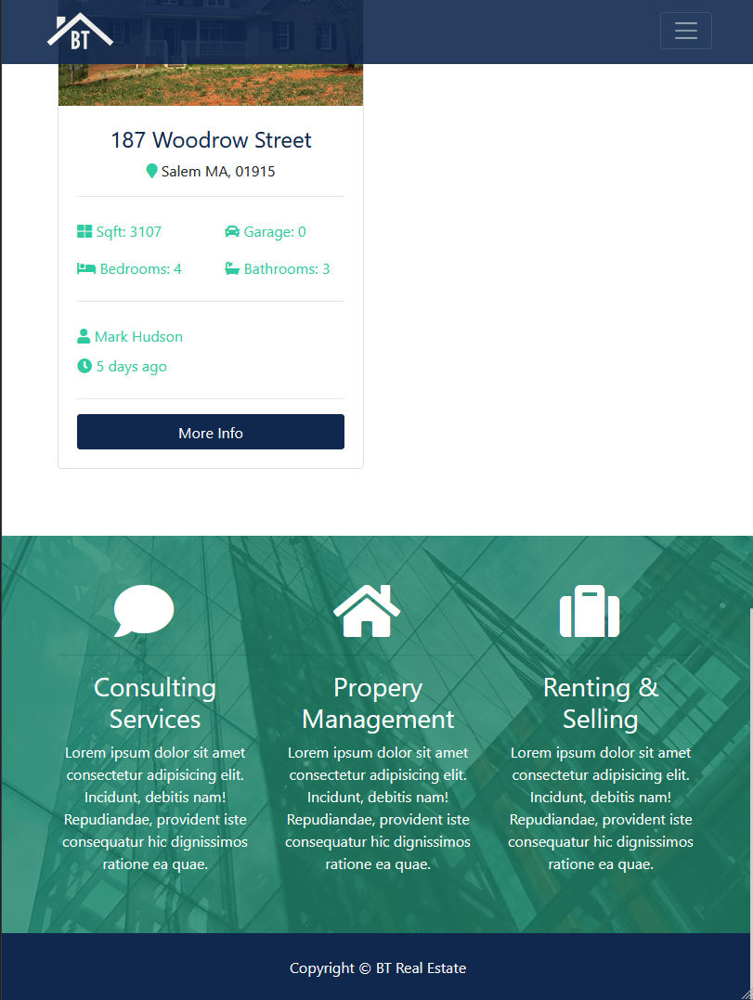 BT
187 Woodrow Street
Salem MA, 01915
Sqft: 3107
Garage: 0
Bedrooms: 4
Bathrooms: 3
Mark Hudson
5 days ago
More Info
Consulting
Services
Lorem ipsum dolor sit amet
consectetur adipisicing elit.
Incidunt, debitis nam!
Repudiandae, provident iste
consequatur hic dignissimos
ratione ea quae.
Propery
Management
Lorem ipsum dolor sit amet
consectetur adipisicing elit.
Incidunt, debitis nam!
Repudiandae, provident iste
consequatur hic dignissimos
ratione ea quae.
Renting &
Selling
Lorem ipsum dolor sit amet
consectetur adipisicing elit.
Incidunt, debitis nam!
Repudiandae, provident iste
consequatur hic dignissimos
ratione ea quae.
Copyright © BT Real Estate